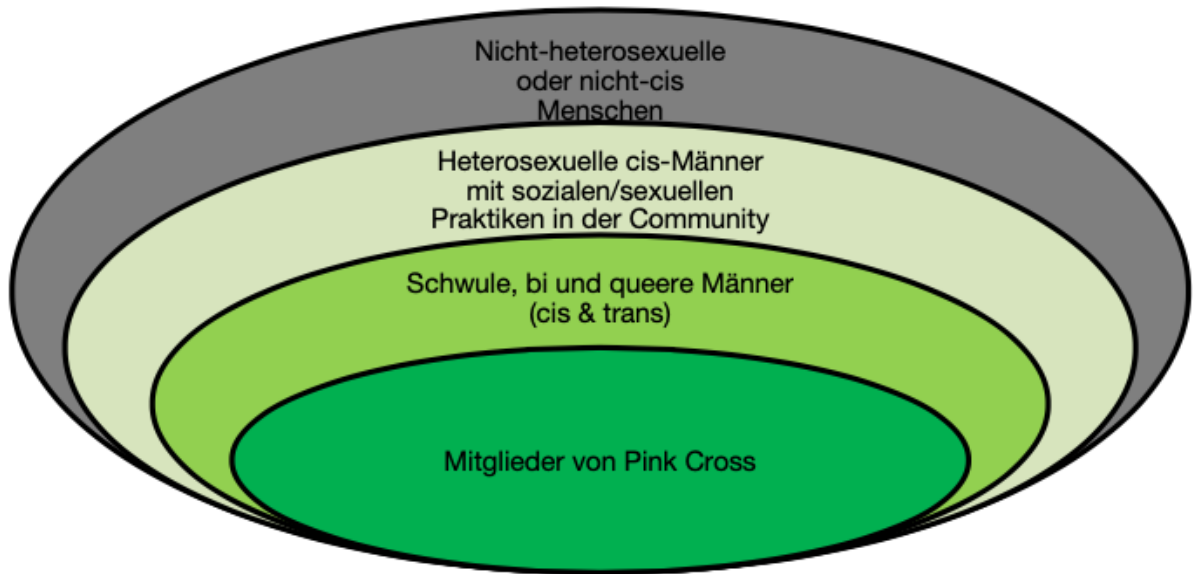 Nicht-heterosexuelle
oder nicht-cis
Menschen
Heterosexuelle cis-Männer
mit sozialen/sexuellen
Praktiken in der Community
Schwule, bi und queere Männer
(cis & trans)
Mitglieder von Pink Cross